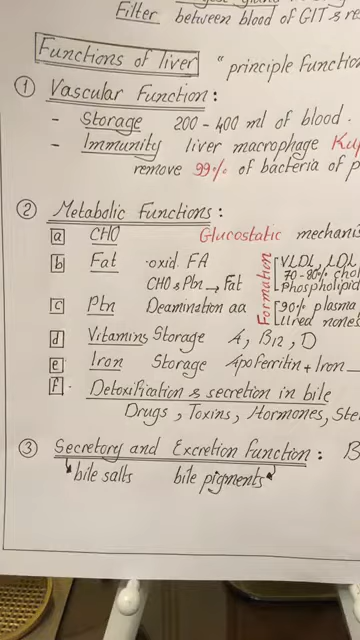 Filter between blood of GIT &
Functions of liver " principle Function
① Vascular Function :
- Storage 200 - 400 ml of blood .
- Immunity liver macrophage
remove 99% of bacteria of
② Metabolic Functions :
a CHO Glucostatic
b Fat oxid. FA Formation VLDL, LDL,
CHO & Ptn → Fat 70-80%
Phospholipid
c Ptn Deamination aa 90% plasma
d Vitamins Storage A, B12, D
e Iron Storage Apoferritin + Iron
f. Detoxification & secretion in bile
Drugs , Toxins , Hormones,
③ Secretory and Excretion function : B
bile salts bile pigments